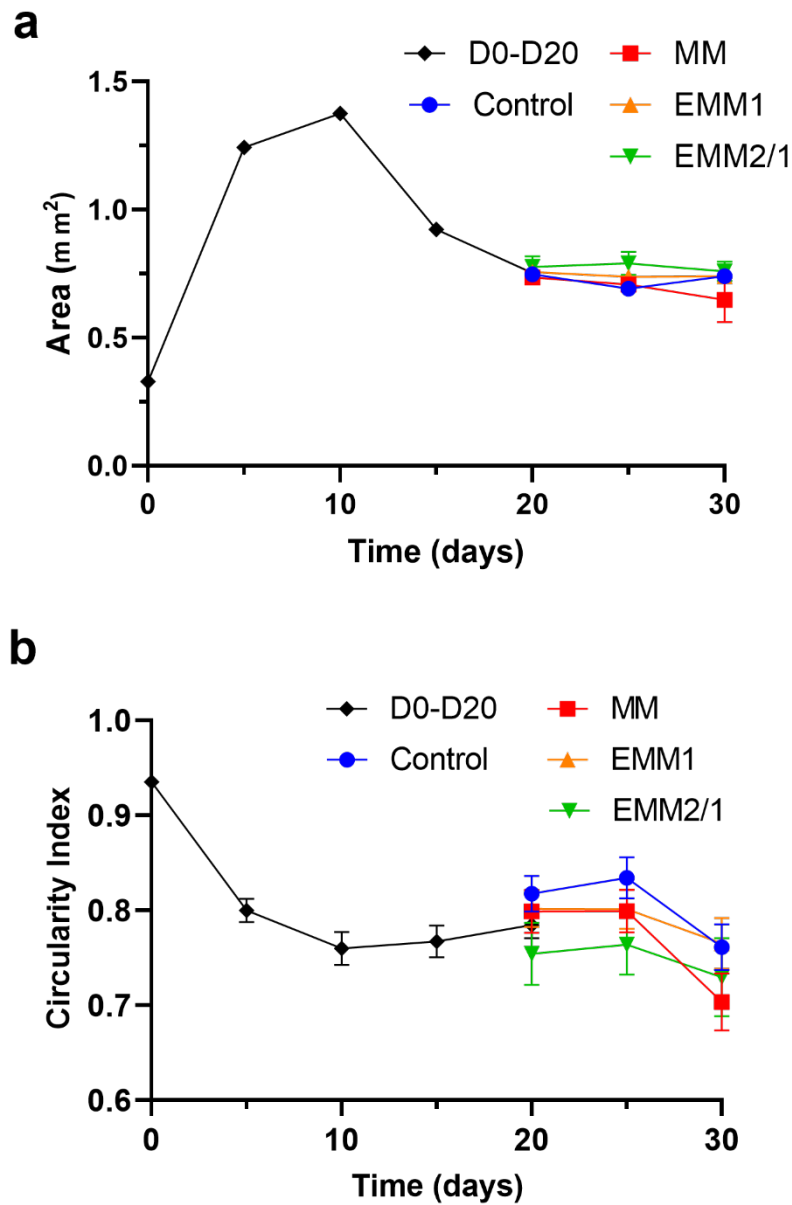 a
D0-D20
MM
Control
EMM1
EMM2/1
1.5
1.0
0.5
0.0
Area (mm²)
0
10
20
30
Time (days)
b
D0-D20
MM
Control
EMM1
EMM2/1
1.0
0.9
0.8
0.7
0.6
Circularity Index
0
10
20
30
Time (days)